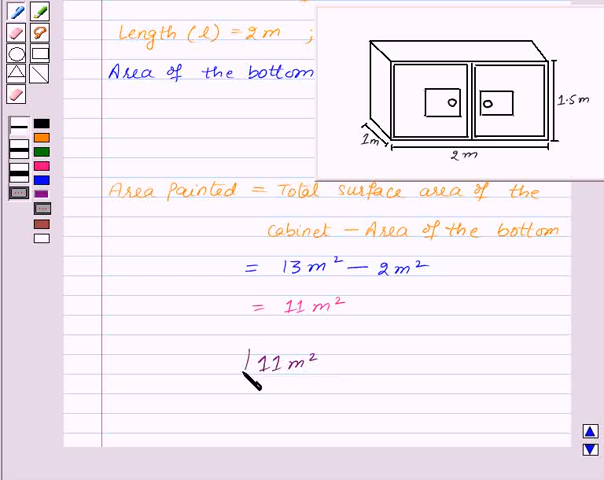 Length (l) = 2 m ;
Area of the bottom
1.5 m
1 m
2 m
Area Painted = Total surface area of the
cabinet – Area of the bottom
= 13 m² – 2 m²
= 11 m²
11 m²